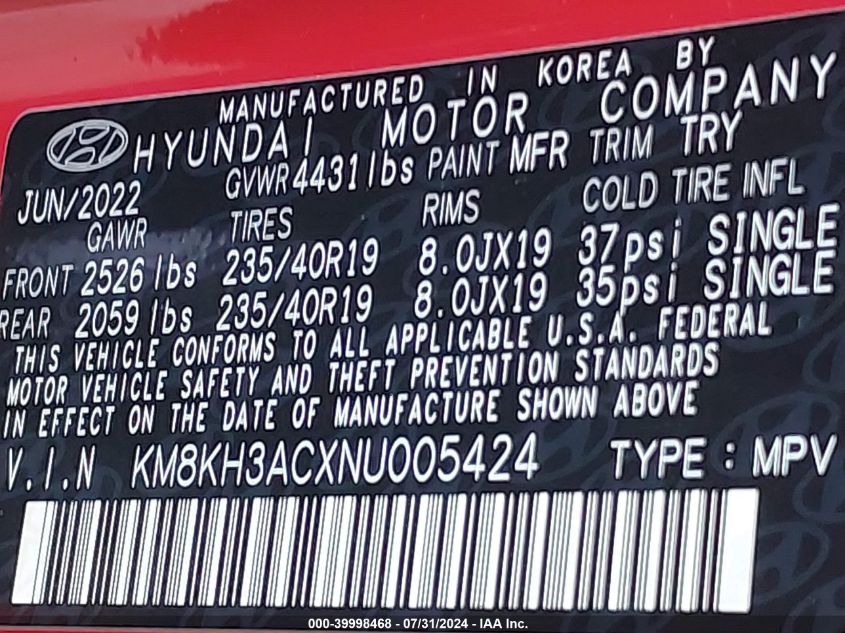 MANUFACTURED IN KOREA BY
HYUNDAI MOTOR COMPANY
JUN/2022 GVWR 4431lbs PAINT MFR TRIM TRY
GAWR TIRES RIMS COLD TIRE INFL
FRONT 2526 lbs 235/40R19 8.0JX19 37psi SINGLE
REAR 2059 lbs 235/40R19 8.0JX19 35psi SINGLE
THIS VEHICLE CONFORMS TO ALL APPLICABLE U.S.A. FEDERAL
MOTOR VEHICLE SAFETY AND THEFT PREVENTION STANDARDS
IN EFFECT ON THE DATE OF MANUFACTURE SHOWN ABOVE
V.I.N KM8KH3ACXNU005424 TYPE : MPV
000-39998468 - 07/31/2024 - IAA Inc.